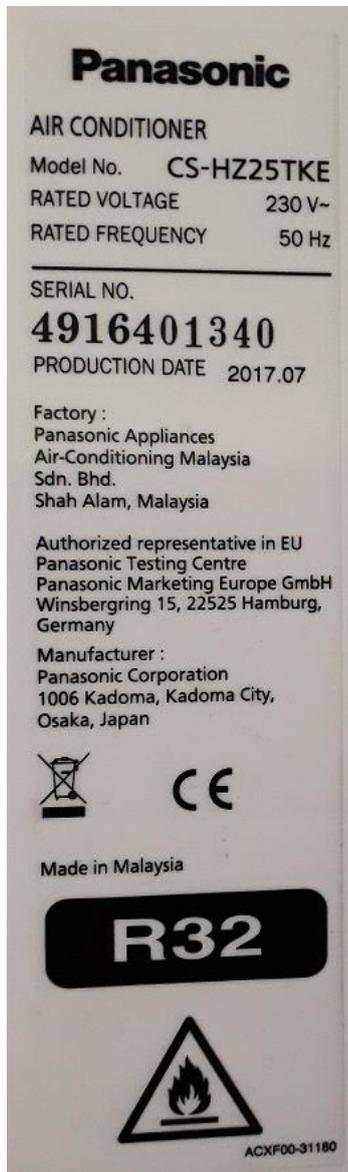 Panasonic
AIR CONDITIONER
Model No. CS-HZ25TKE
RATED VOLTAGE 230 V~
RATED FREQUENCY 50 Hz
SERIAL NO.
4916401340
PRODUCTION DATE 2017.07
Factory :
Panasonic Appliances
Air-Conditioning Malaysia
Sdn. Bhd.
Shah Alam, Malaysia
Authorized representative in EU
Panasonic Testing Centre
Panasonic Marketing Europe GmbH
Winsbergring 15, 22525 Hamburg,
Germany
Manufacturer :
Panasonic Corporation
1006 Kadoma, Kadoma City,
Osaka, Japan
CE
Made in Malaysia
R32
ACXF00-31180